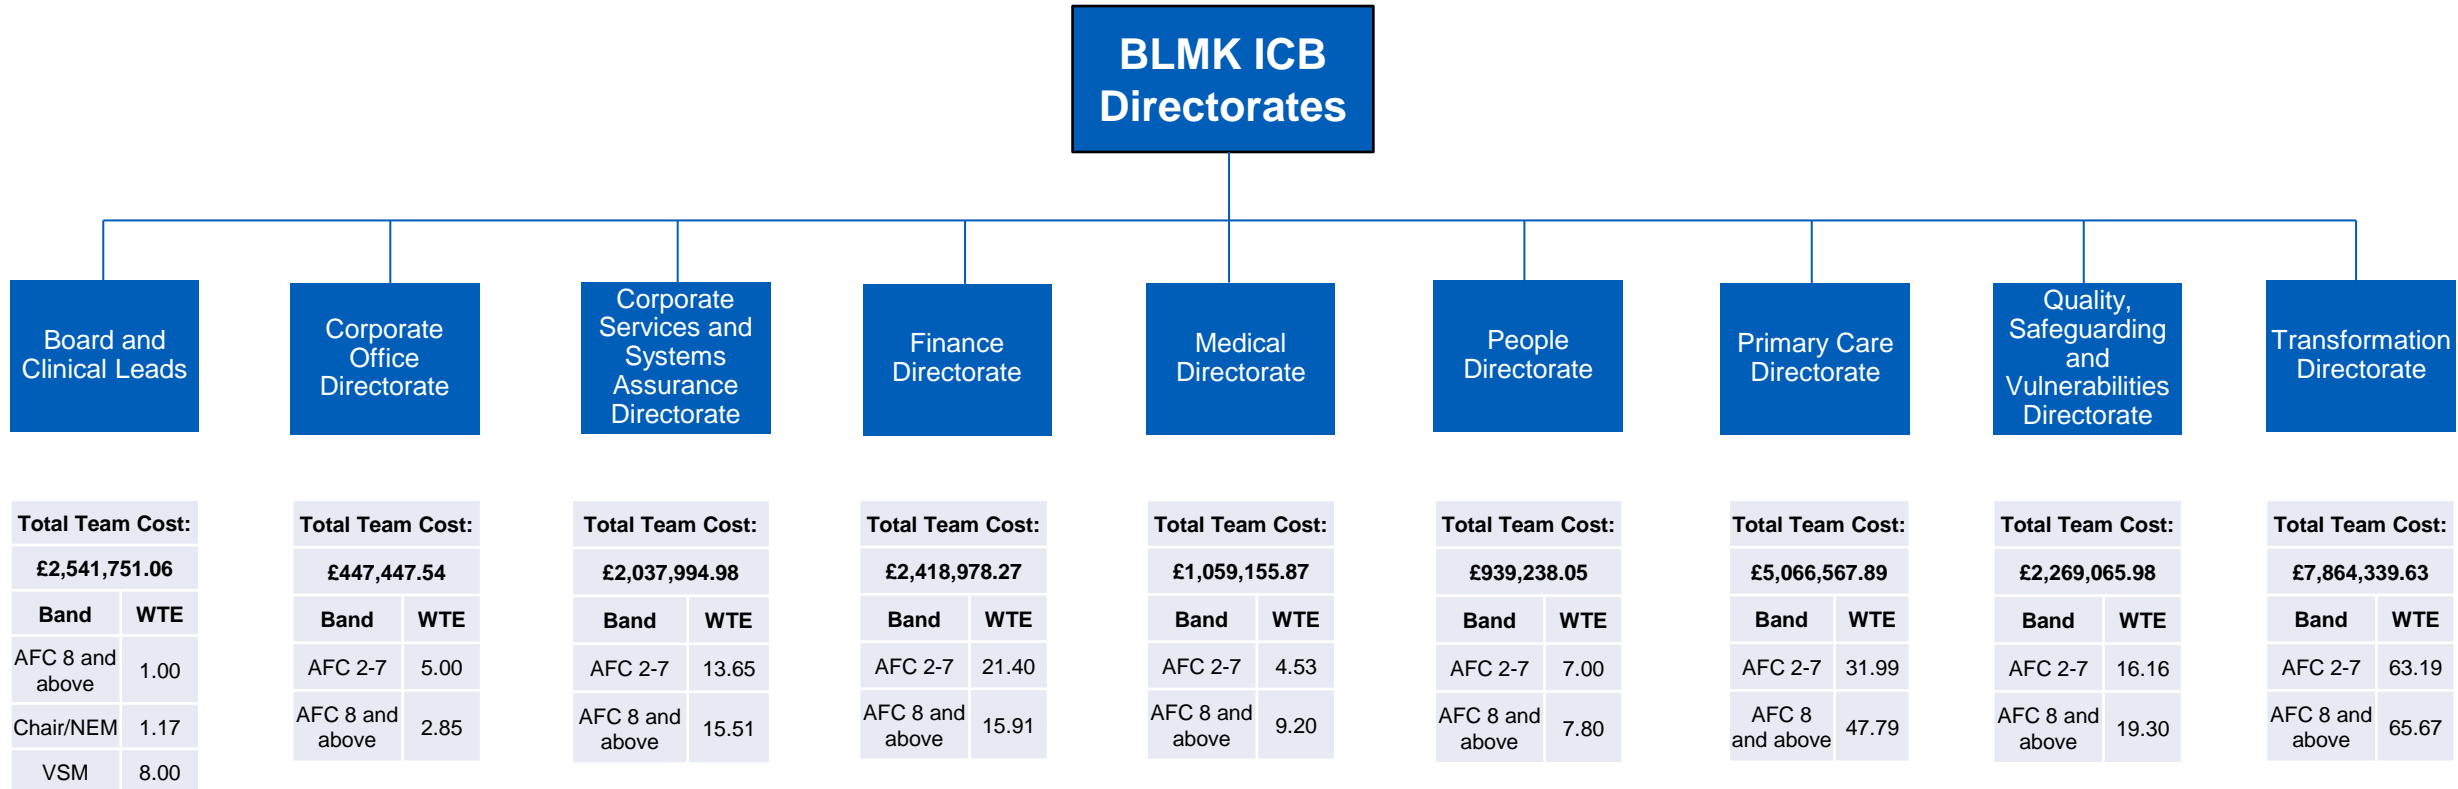 BLMK ICB
Directorates
Board and
Clinical Leads
Corporate
Office
Directorate
Corporate
Services and
Systems
Assurance
Directorate
Finance
Directorate
Medical
Directorate
People
Directorate
Primary Care
Directorate
Quality,
Safeguarding
and
Vulnerabilities
Directorate
Transformation
Directorate
Total Team Cost:
£2,541,751.06
Band WTE
AFC 8 and
above 1.00
Chair/NEM 1.17
VSM 8.00
Total Team Cost:
£447,447.54
Band WTE
AFC 2-7 5.00
AFC 8 and
above 2.85
Total Team Cost:
£2,037,994.98
Band WTE
AFC 2-7 13.65
AFC 8 and
above 15.51
Total Team Cost:
£2,418,978.27
Band WTE
AFC 2-7 21.40
AFC 8 and
above 15.91
Total Team Cost:
£1,059,155.87
Band WTE
AFC 2-7 4.53
AFC 8 and
above 9.20
Total Team Cost:
£939,238.05
Band WTE
AFC 2-7 7.00
AFC 8 and
above 7.80
Total Team Cost:
£5,066,567.89
Band WTE
AFC 2-7 31.99
AFC 8
and above 47.79
Total Team Cost:
£2,269,065.98
Band WTE
AFC 2-7 16.16
AFC 8 and
above 19.30
Total Team Cost:
£7,864,339.63
Band WTE
AFC 2-7 63.19
AFC 8 and
above 65.67